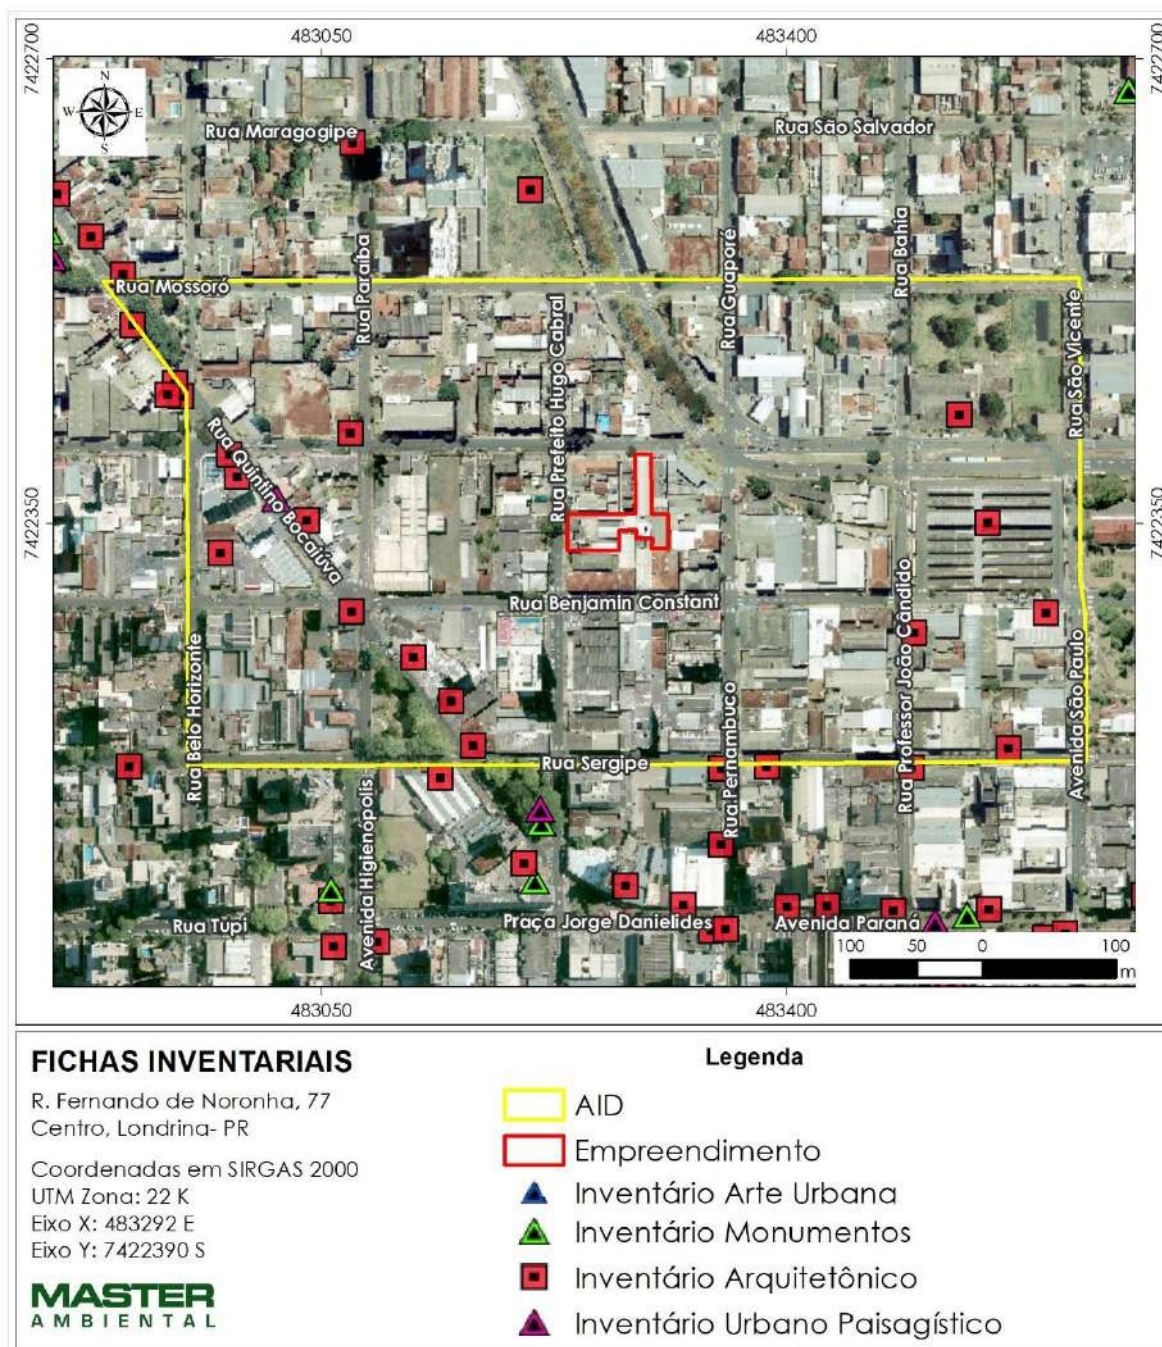 483050
483400
7422700
7422700
N
W
E
S
Rua Maragogipe
Rua São Salvador
Rua Mossoró
Rua Paraíba
Rua Guaporé
Rua Bahia
Rua Prefeito Hugo Cabral
Rua São Vicente
Rua Quintino Bocaiúva
7422350
7422350
Rua Benjamin Constant
Rua Professor João Cândido
Rua Belo Horizonte
Avenida São Paulo
Rua Pernambuco
Rua Sergipe
Avenida Higienópolis
Rua Tupi
Praça Jorge Danielides
Avenida Paraná
100 50 0 100
m
483050
483400
FICHAS INVENTARIAIS
R. Fernando de Noronha, 77
Centro, Londrina- PR
Coordenadas em SIRGAS 2000
UTM Zona: 22 K
Eixo X: 483292 E
Eixo Y: 7422390 S
MASTER
AMBIENTAL
Legenda
AID
Empreendimento
Inventário Arte Urbana
Inventário Monumentos
Inventário Arquitetônico
Inventário Urbano Paisagístico